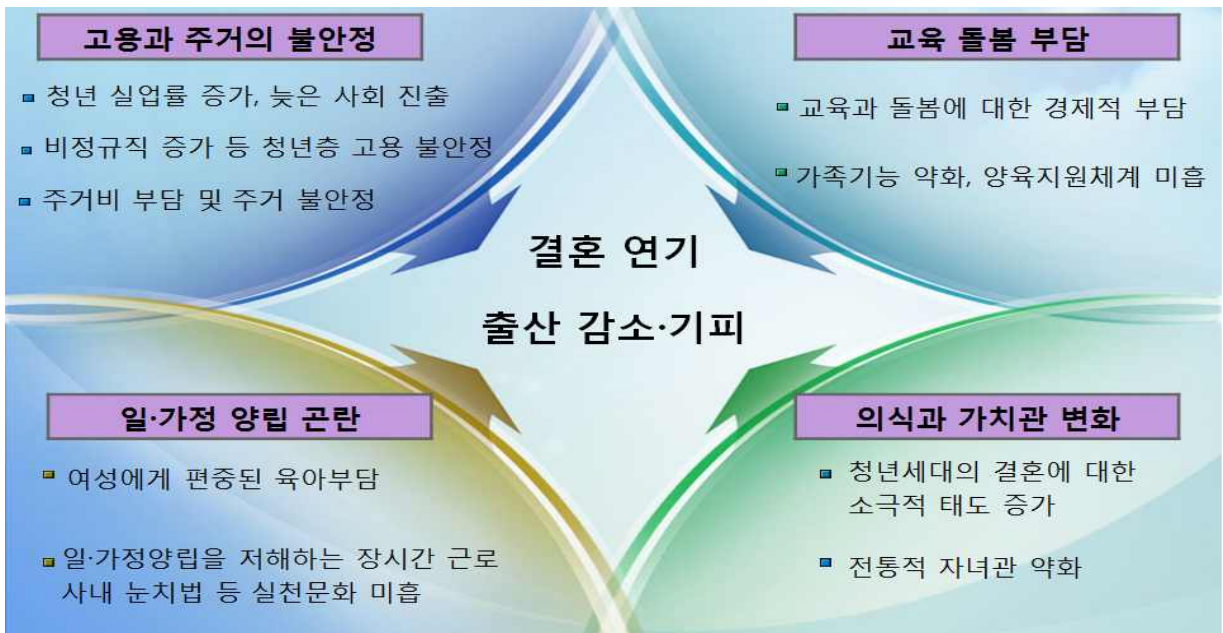 고용과 주거의 불안정
청년 실업률 증가, 늦은 사회 진출
비정규직 증가 등 청년층 고용 불안정
주거비 부담 및 주거 불안정
교육 돌봄 부담
교육과 돌봄에 대한 경제적 부담
가족기능 약화, 양육지원체계 미흡
결혼 연기
출산 감소·기피
일·가정 양립 곤란
여성에게 편중된 육아부담
일·가정양립을 저해하는 장시간 근로
사내 눈치법 등 실천문화 미흡
의식과 가치관 변화
청년세대의 결혼에 대한
소극적 태도 증가
전통적 자녀관 약화